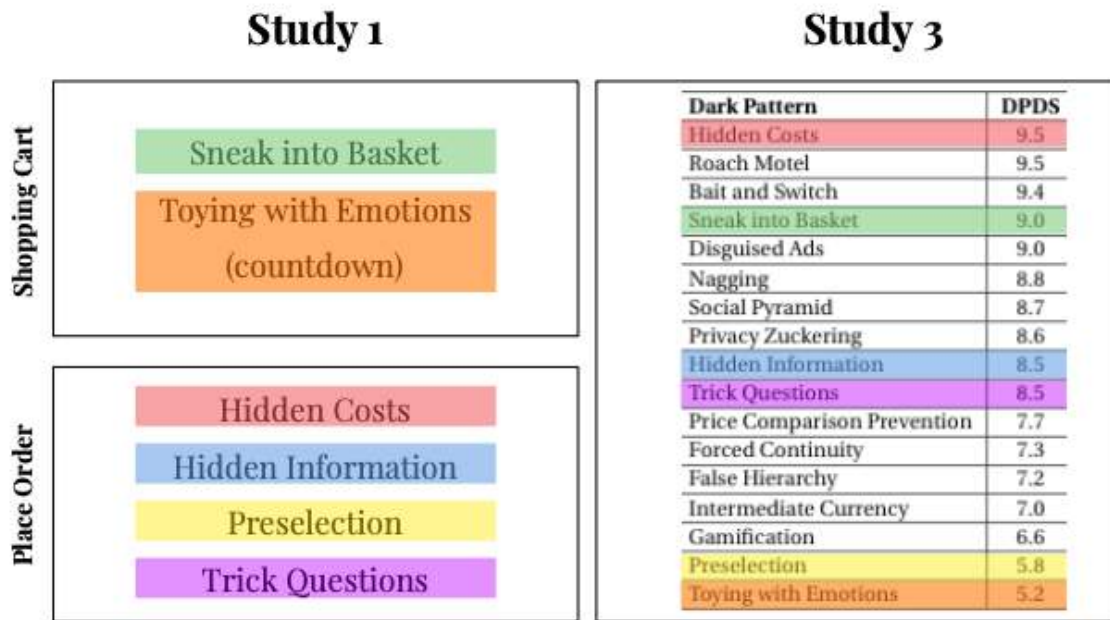 Study 1
Shopping Cart
Sneak into Basket
Toying with Emotions
(countdown)
Place Order
Hidden Costs
Hidden Information
Preselection
Trick Questions
Study 3
Dark Pattern DPDS
Hidden Costs 9.5
Roach Motel 9.5
Bait and Switch 9.4
Sneak into Basket 9.0
Disguised Ads 9.0
Nagging 8.8
Social Pyramid 8.7
Privacy Zuckering 8.6
Hidden Information 8.5
Trick Questions 8.5
Price Comparison Prevention 7.7
Forced Continuity 7.3
False Hierarchy 7.2
Intermediate Currency 7.0
Gamification 6.6
Preselection 5.8
Toying with Emotions 5.2